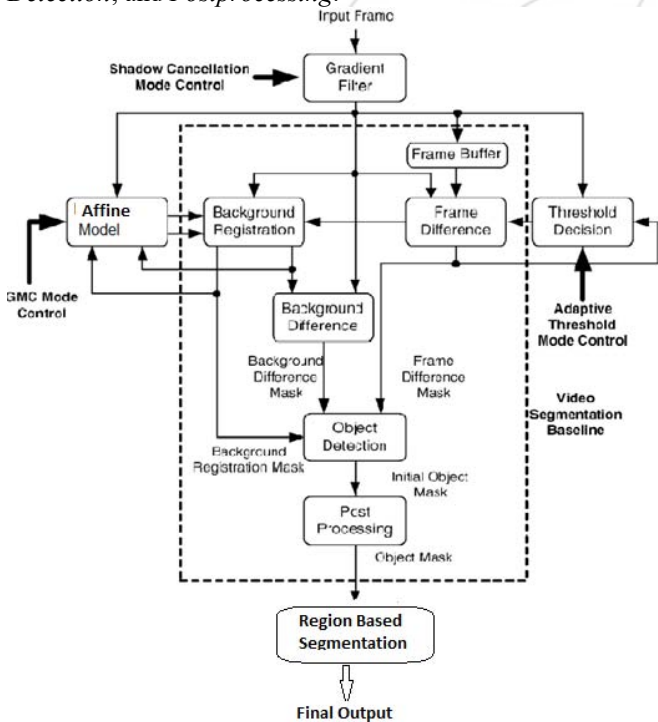 Detection, and Postprocessing.
Input Frame
Shadow Cancellation
Mode Control
Gradient
Filter
Frame Buffer
Affine
Model
Background
Registration
Frame
Difference
Threshold
Decision
GMC Mode
Control
Background
Difference
Adaptive
Threshold
Mode Control
Background
Difference
Mask
Frame
Difference
Mask
Video
Segmentation
Baseline
Object
Detection
Background
Registration Mask
Initial Object
Mask
Post
Processing
Object Mask
Region Based
Segmentation
Final Output